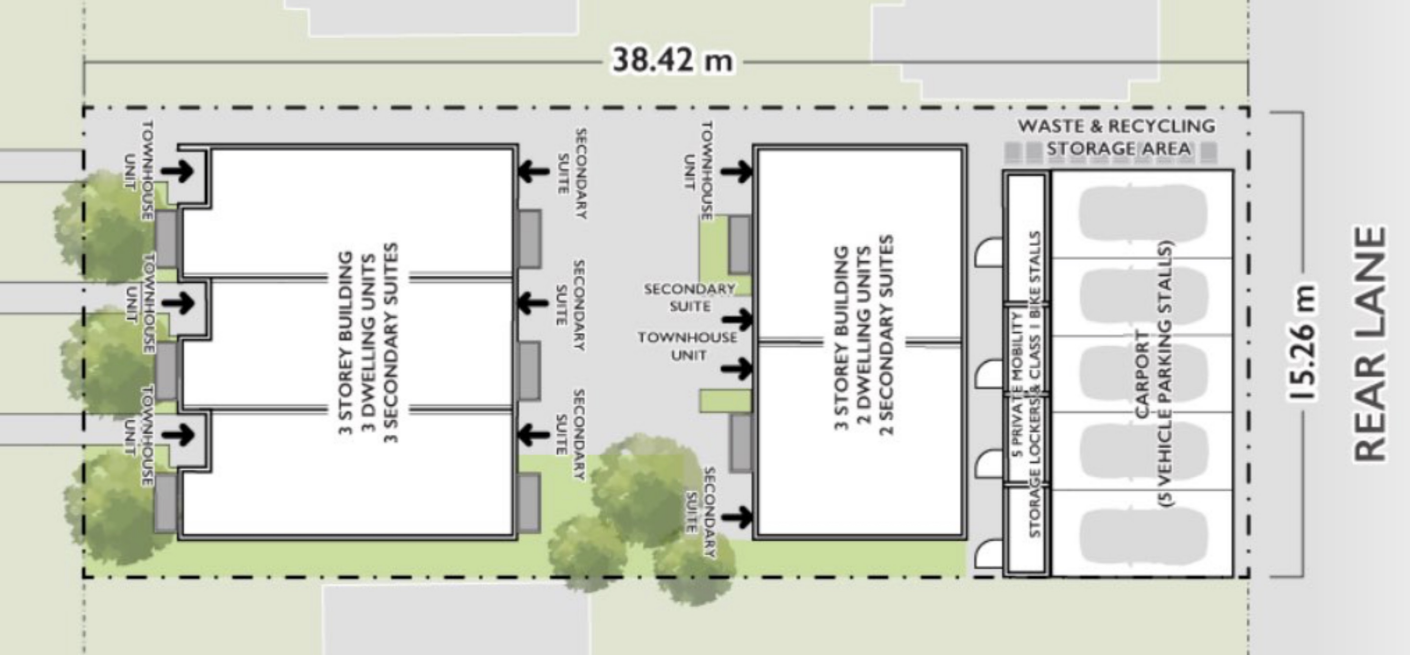 38.42 m
WASTE & RECYCLING
STORAGE AREA
TOWNHOUSE
UNIT
SECONDARY
SUITE
TOWNHOUSE
UNIT
TOWNHOUSE
UNIT
SECONDARY
SUITE
TOWNHOUSE
UNIT
SECONDARY
SUITE
3 STOREY BUILDING
3 DWELLING UNITS
3 SECONDARY SUITES
SECONDARY
SUITE
TOWNHOUSE
UNIT
SECONDARY
SUITE
3 STOREY BUILDING
2 DWELLING UNITS
2 SECONDARY SUITES
5 PRIVATE MOBILITY
STORAGE LOCKERS & CLASS 1 BIKE STALLS
CARPORT
(5 VEHICLE PARKING STALLS)
15.26 m
REAR LANE